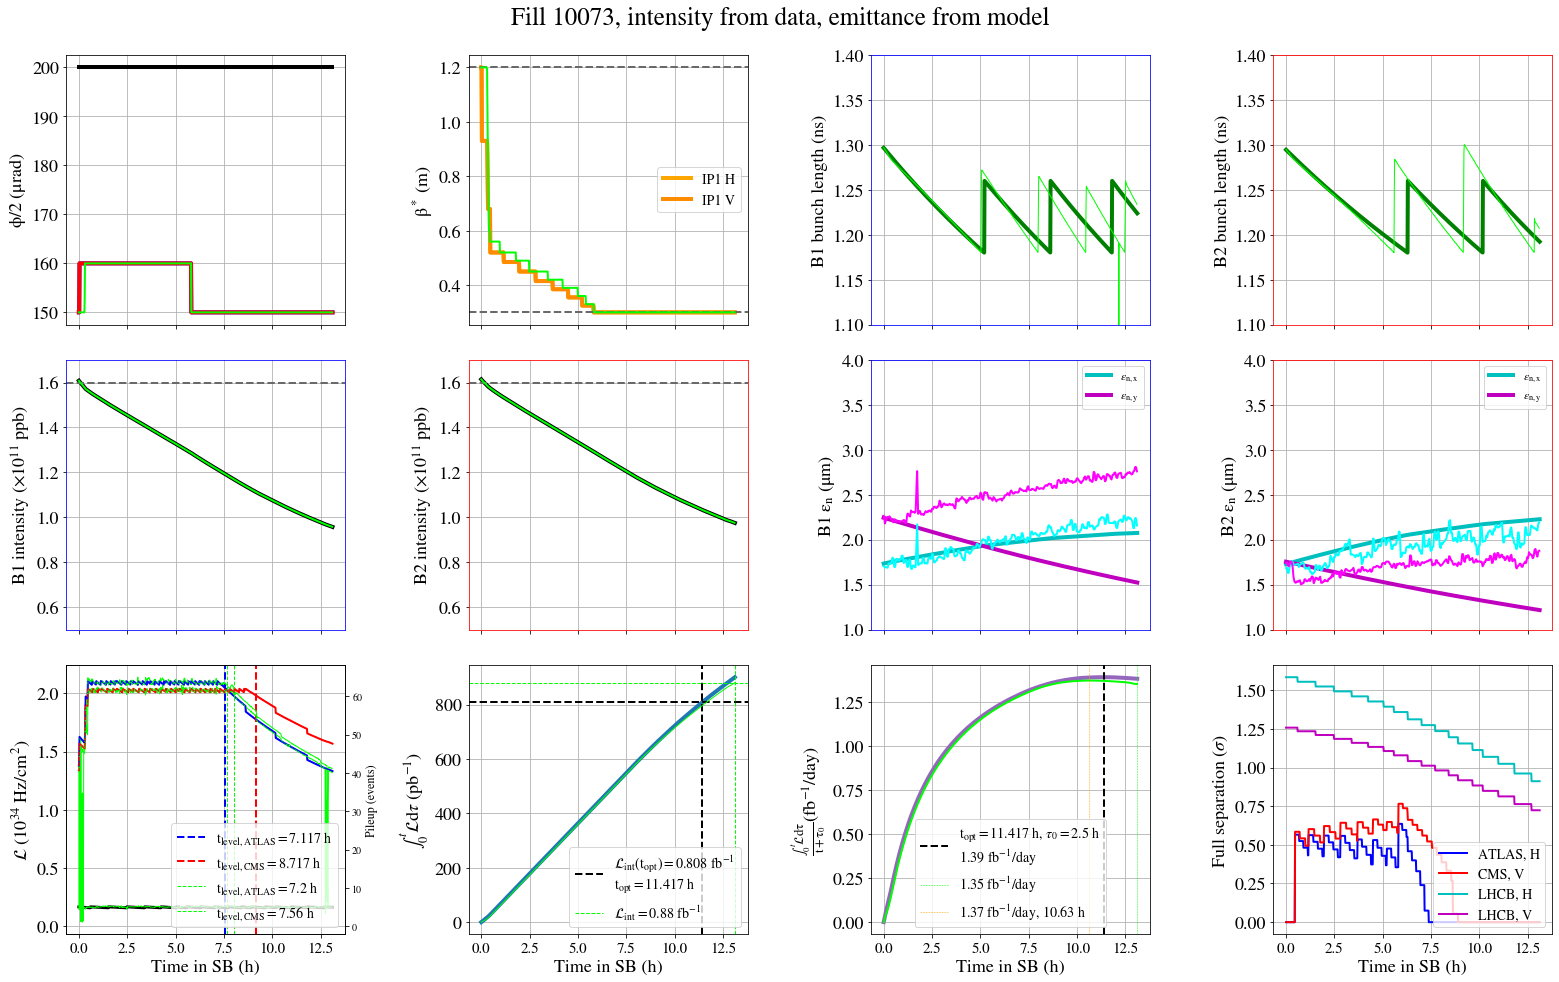 Fill 10073, intensity from data, emittance from model
ϕ/2 (μrad)
200
190
180
170
160
150
β* (m)
1.2
1.0
0.8
0.6
0.4
IP1 H
IP1 V
B1 bunch length (ns)
1.40
1.35
1.30
1.25
1.20
1.15
1.10
B2 bunch length (ns)
1.40
1.35
1.30
1.25
1.20
1.15
1.10
B1 intensity (×10¹¹ ppb)
1.6
1.4
1.2
1.0
0.8
0.6
B2 intensity (×10¹¹ ppb)
1.6
1.4
1.2
1.0
0.8
0.6
B1 εₙ (μm)
4.0
3.5
3.0
2.5
2.0
1.5
1.0
εn,x
εn,y
B2 εₙ (μm)
4.0
3.5
3.0
2.5
2.0
1.5
1.0
εn,x
εn,y
ℒ (10³⁴ Hz/cm²)
2.0
1.5
1.0
0.5
0.0
60
50
40
30
20
10
0
Pileup (events)
tlevel, ATLAS = 7.117 h
tlevel, CMS = 8.717 h
tlevel, ATLAS = 7.2 h
tlevel, CMS = 7.56 h
0.0 2.5 5.0 7.5 10.0 12.5
Time in SB (h)
∫₀ᵗ ℒdτ (pb⁻¹)
800
600
400
200
0
ℒint(topt) = 0.808 fb⁻¹
topt = 11.417 h
ℒint = 0.88 fb⁻¹
0.0 2.5 5.0 7.5 10.0 12.5
Time in SB (h)
∫₀ᵗ ℒdτ / t+τ₀ (fb⁻¹/day)
1.25
1.00
0.75
0.50
0.25
0.00
topt = 11.417 h, τ₀ = 2.5 h
1.39 fb⁻¹/day
1.35 fb⁻¹/day
1.37 fb⁻¹/day, 10.63 h
0.0 2.5 5.0 7.5 10.0 12.5
Time in SB (h)
Full separation (σ)
1.50
1.25
1.00
0.75
0.50
0.25
0.00
ATLAS, H
CMS, V
LHCB, H
LHCB, V
0.0 2.5 5.0 7.5 10.0 12.5
Time in SB (h)